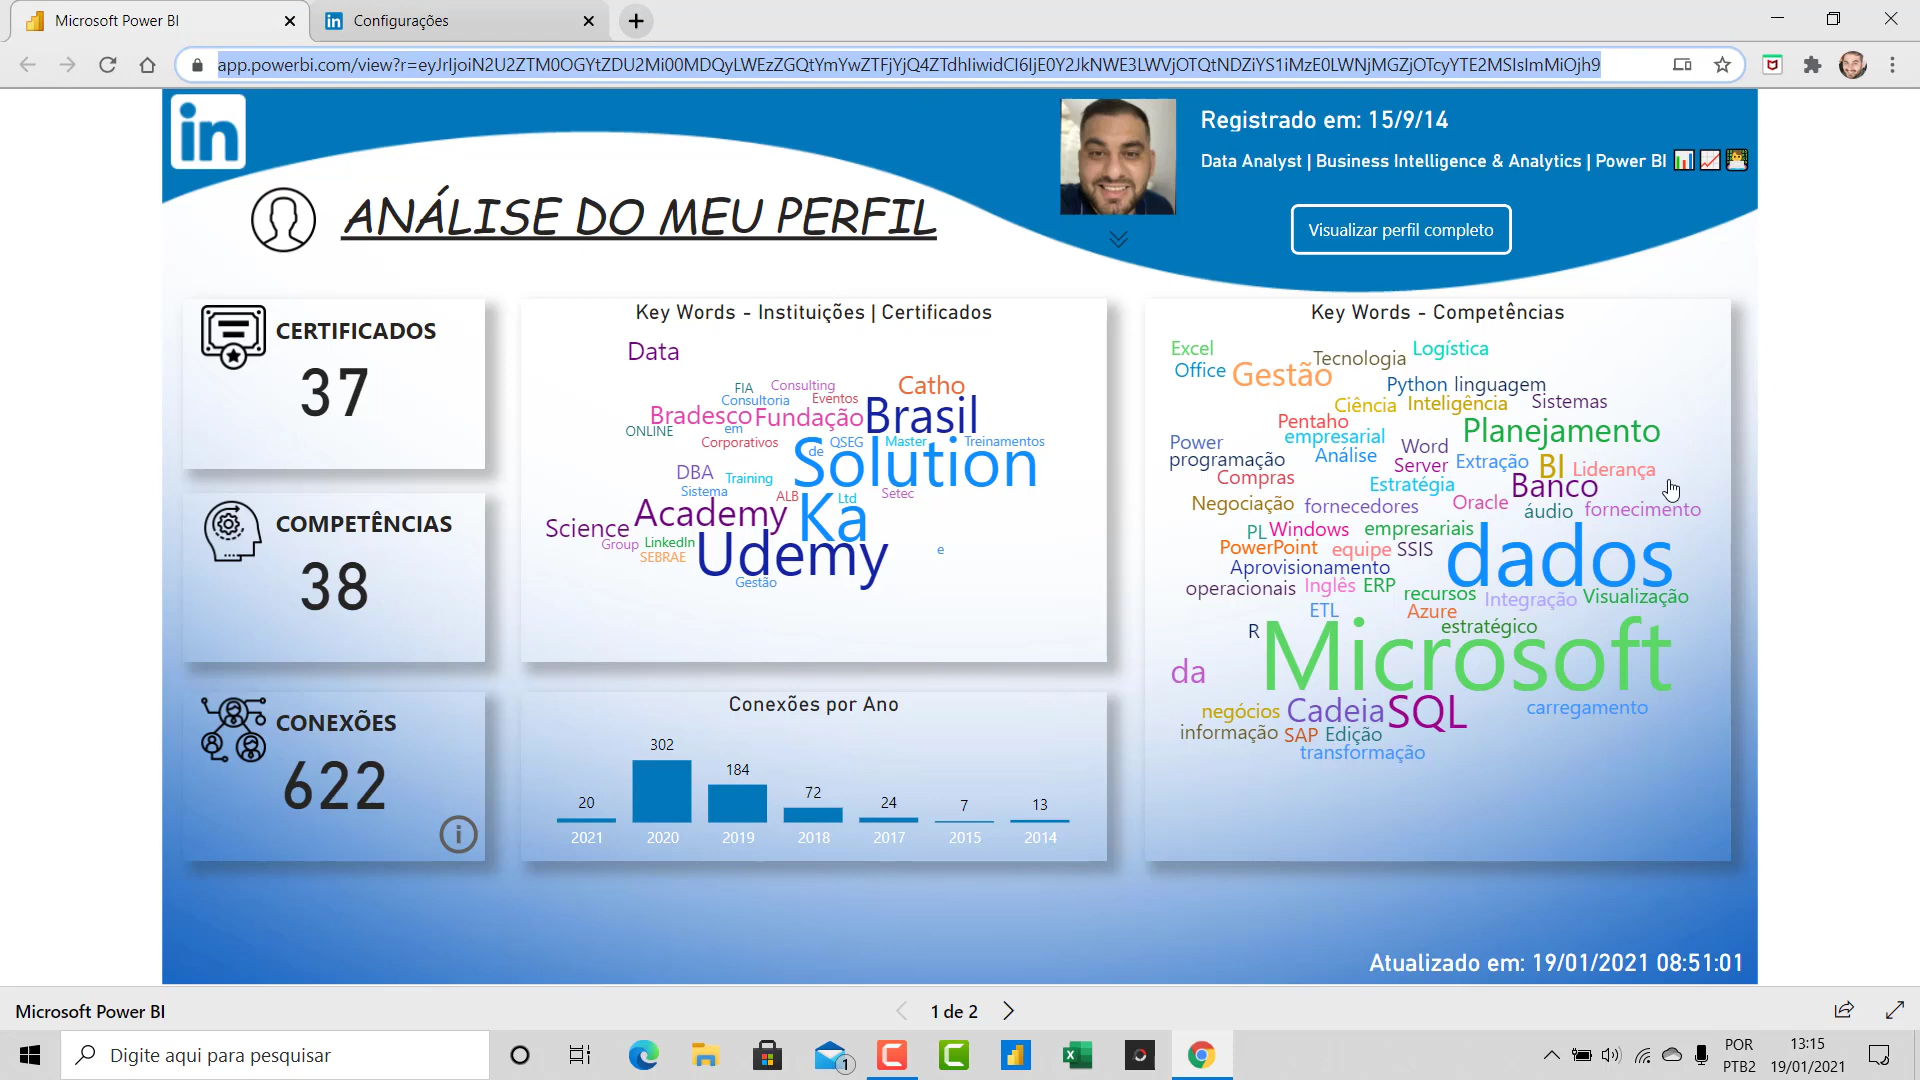 Microsoft Power BI
Configurações
app.powerbi.com/view?r=eyJrIjoiN2U2ZTM0OGYtZDU2Mi00MDQyLWEzZGQtYmYwZTFjYjQ4ZTdhIiwidCI6IjE0Y2JkNWE3LWVjOTQtNDZiYS1iMzE0LWNjMGZjOTcyYTE2MSIsImMiOjh9
in
Registrado em: 15/9/14
Data Analyst | Business Intelligence & Analytics | Power BI
ANÁLISE DO MEU PERFIL
Visualizar perfil completo
CERTIFICADOS
37
COMPETÊNCIAS
38
CONEXÕES
622
Key Words - Instituições | Certificados
Data
FIA Consulting Catho
Consultoria Eventos
Bradesco Fundação Brasil
ONLINE em
Corporativos de QSEG Master Treinamentos
Solution
DBA Training
Sistema ALB Ltd Setec
Science Academy Ka
Group LinkedIn
SEBRAE Udemy e
Gestão
Conexões por Ano
302
184
72
24
20
7
13
2021 2020 2019 2018 2017 2015 2014
Key Words - Competências
Excel Tecnologia Logística
Office Gestão
Python linguagem
Ciência Inteligência Sistemas
Pentaho
Power empresarial Word Planejamento
programação Análise Server Extração BI Liderança
Compras Estratégia Banco
Negociação fornecedores Oracle áudio fornecimento
PL Windows empresariais
PowerPoint equipe SSIS dados
Aprovisionamento
operacionais Inglês ERP recursos Integração Visualização
ETL Azure
R estratégico
Microsoft
da
negócios Cadeia SQL carregamento
informação SAP Edição
transformação
Atualizado em: 19/01/2021 08:51:01
Microsoft Power BI
1 de 2
Digite aqui para pesquisar
1
POR
PTB2
13:15
19/01/2021